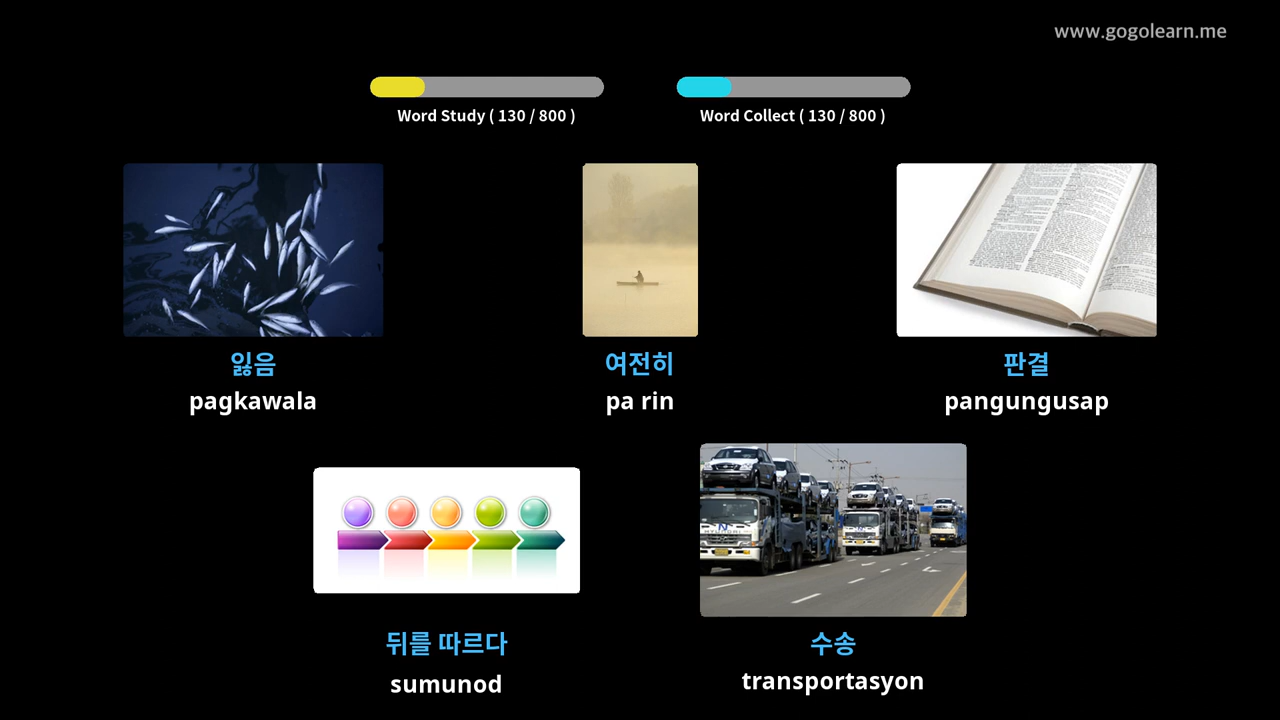 www.gogolearn.me
Word Study ( 130 / 800 )
Word Collect ( 130 / 800 )
잃음
pagkawala
여전히
pa rin
판결
pangungusap
뒤를 따르다
sumunod
수송
transportasyon